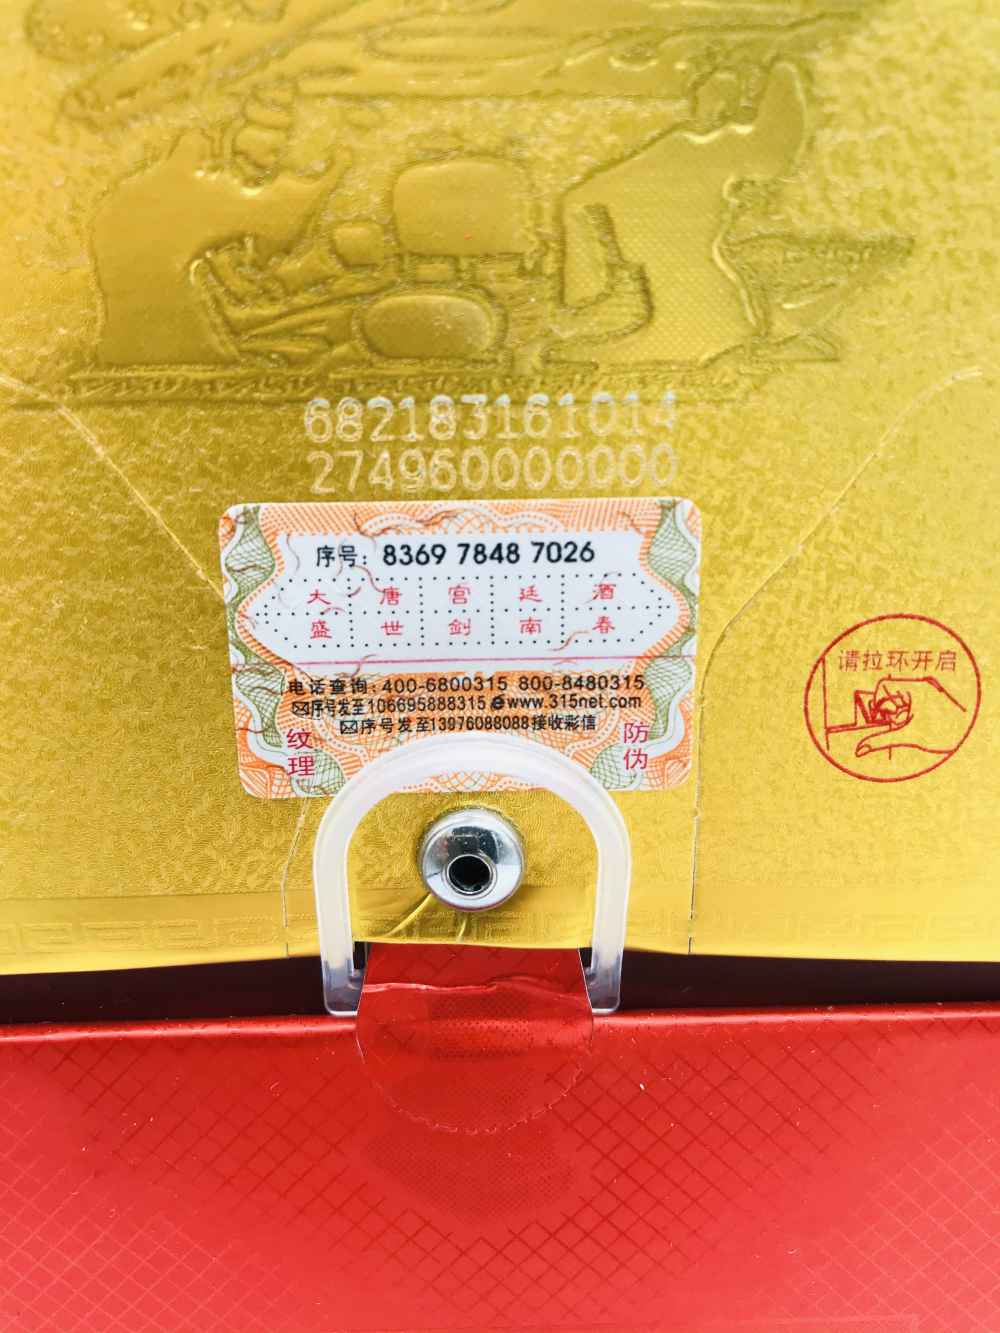 682183161014
274960000000
序号: 8369 7848 7026
大唐宫廷酒
盛世剑南春
请拉环开启
电话查询:400-6800315 800-8480315
序号发至106695888315 www.315net.com
序号发至13976088088接收彩信
纹理
防伪